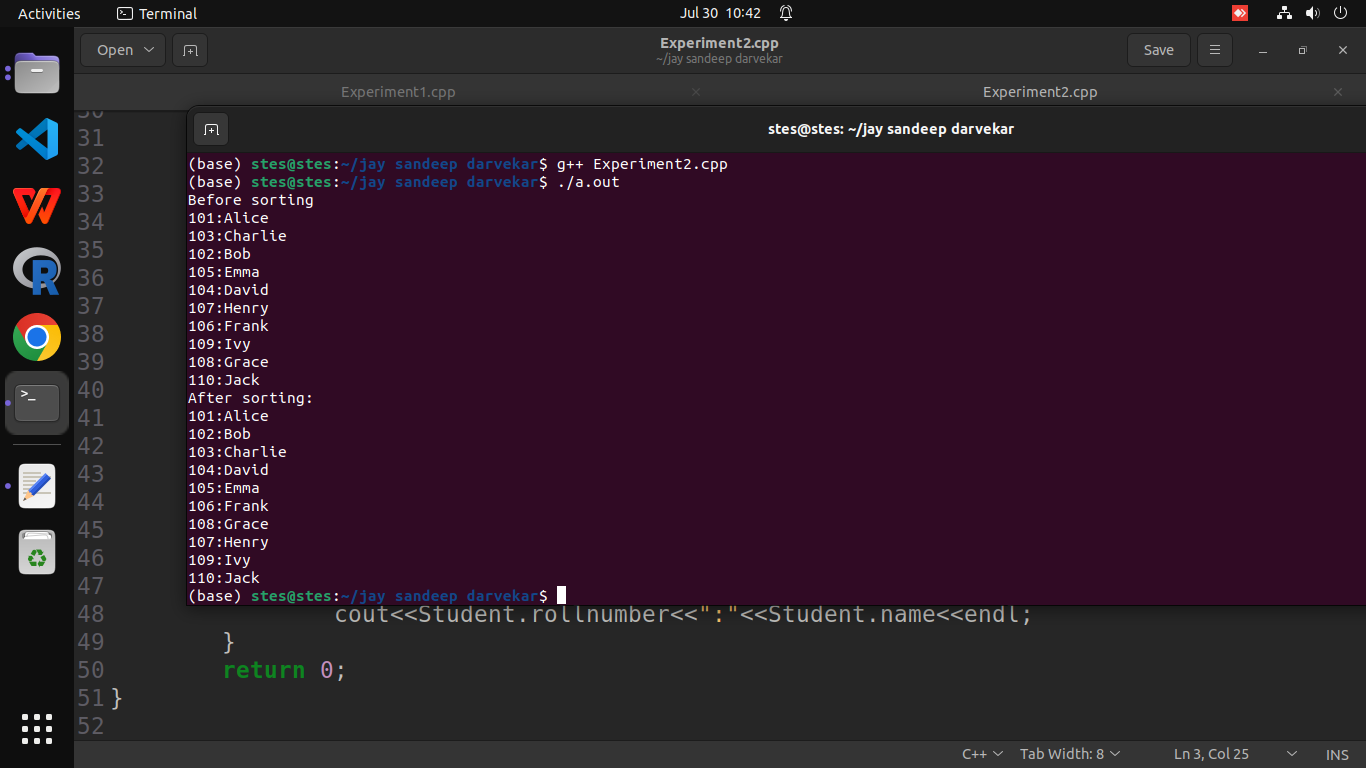 Activities Terminal Jul 30 10:42
Open Experiment2.cpp Save
~/jay sandeep darvekar
Experiment1.cpp Experiment2.cpp
30
31
32
33
34
35
36
37
38
39
40
41
42
43
44
45
46
47
stes@stes: ~/jay sandeep darvekar
(base) stes@stes:~/jay sandeep darvekar$ g++ Experiment2.cpp
(base) stes@stes:~/jay sandeep darvekar$ ./a.out
Before sorting
101:Alice
103:Charlie
102:Bob
105:Emma
104:David
107:Henry
106:Frank
109:Ivy
108:Grace
110:Jack
After sorting:
101:Alice
102:Bob
103:Charlie
104:David
105:Emma
106:Frank
108:Grace
107:Henry
109:Ivy
110:Jack
(base) stes@stes:~/jay sandeep darvekar$
48 cout<<Student.rollnumber<<":"<<Student.name<<endl;
49 }
50 return 0;
51 }
52
C++ Tab Width: 8 Ln 3, Col 25 INS